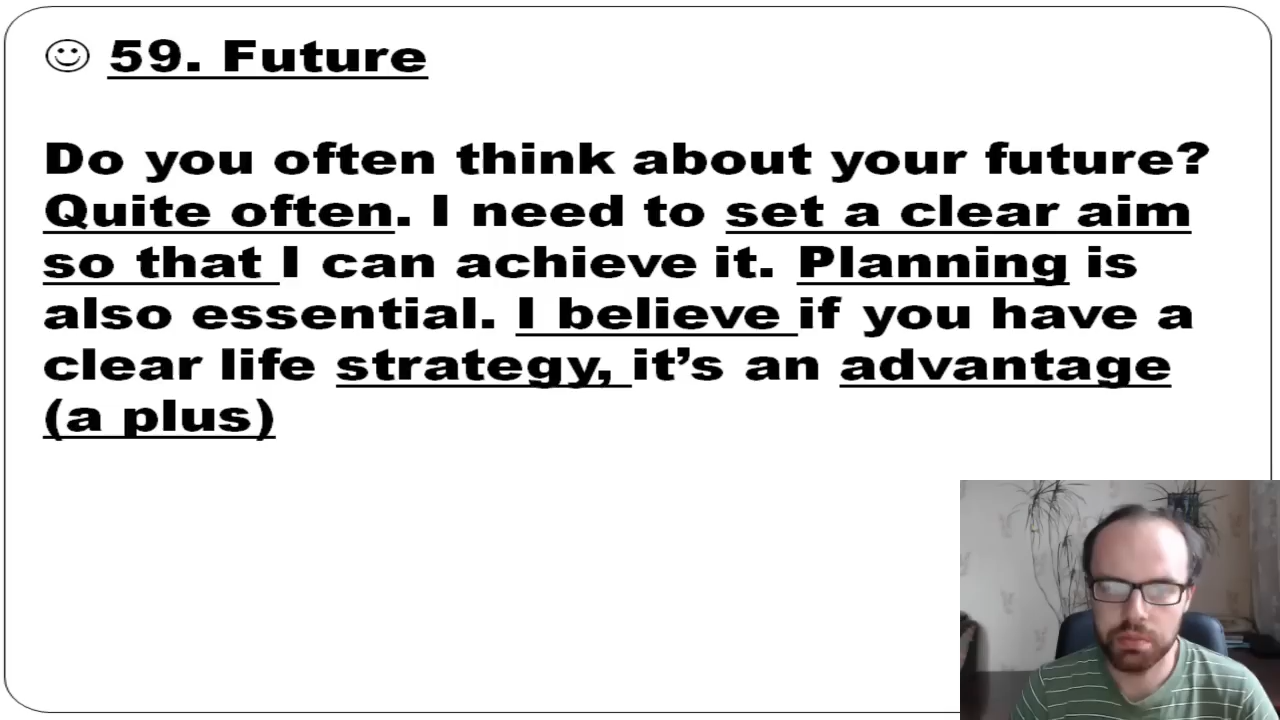 ☺ 59. Future
Do you often think about your future?
Quite often. I need to set a clear aim
so that I can achieve it. Planning is
also essential. I believe if you have a
clear life strategy, it’s an advantage
(a plus)